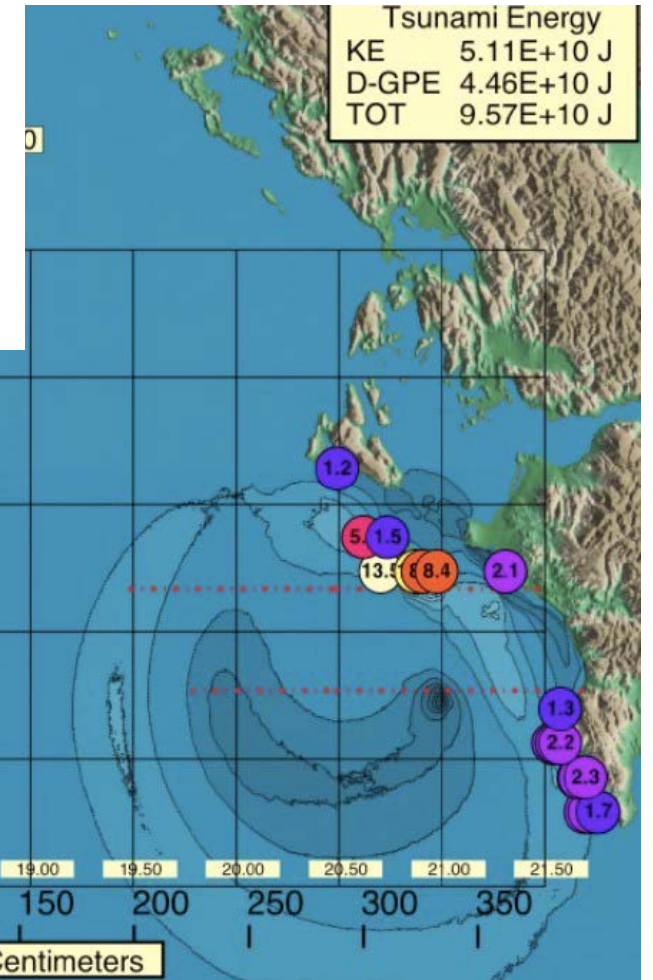 Tsunami Energy
KE 5.11E+10 J
D-GPE 4.46E+10 J
TOT 9.57E+10 J
0
1.2
5. 1.5
13.5 8.4 2.1
1.3
2.2
2.3
1.7
19.00 19.50 20.00 20.50 21.00 21.50
150 200 250 300 350
Centimeters